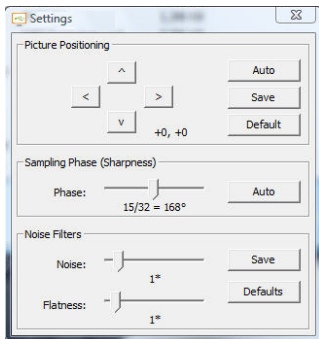 Settings
Picture Positioning
^
Auto
<
>
Save
v
+0, +0
Default
Sampling Phase (Sharpness)
Phase:
Auto
15/32 = 168°
Noise Filters
Noise:
Save
1*
Defaults
Flatness:
1*